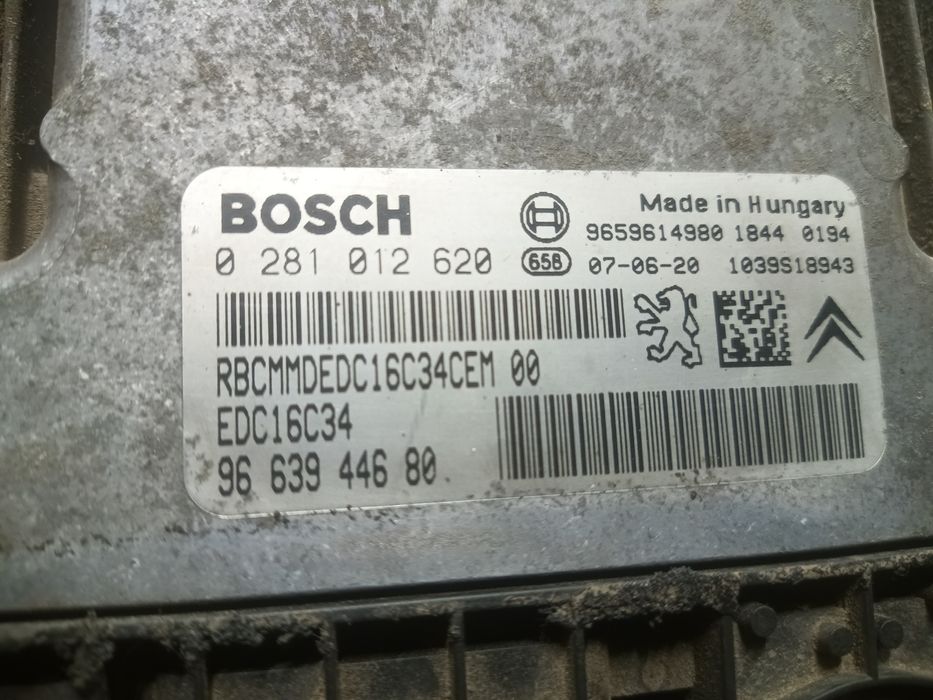 BOSCH
Made in Hungary
9659614980 1844 0194
0 281 012 620
658 07-06-20 1039S18943
RBCMMDEDC16C34CEM 00
EDC16C34
96 639 446 80